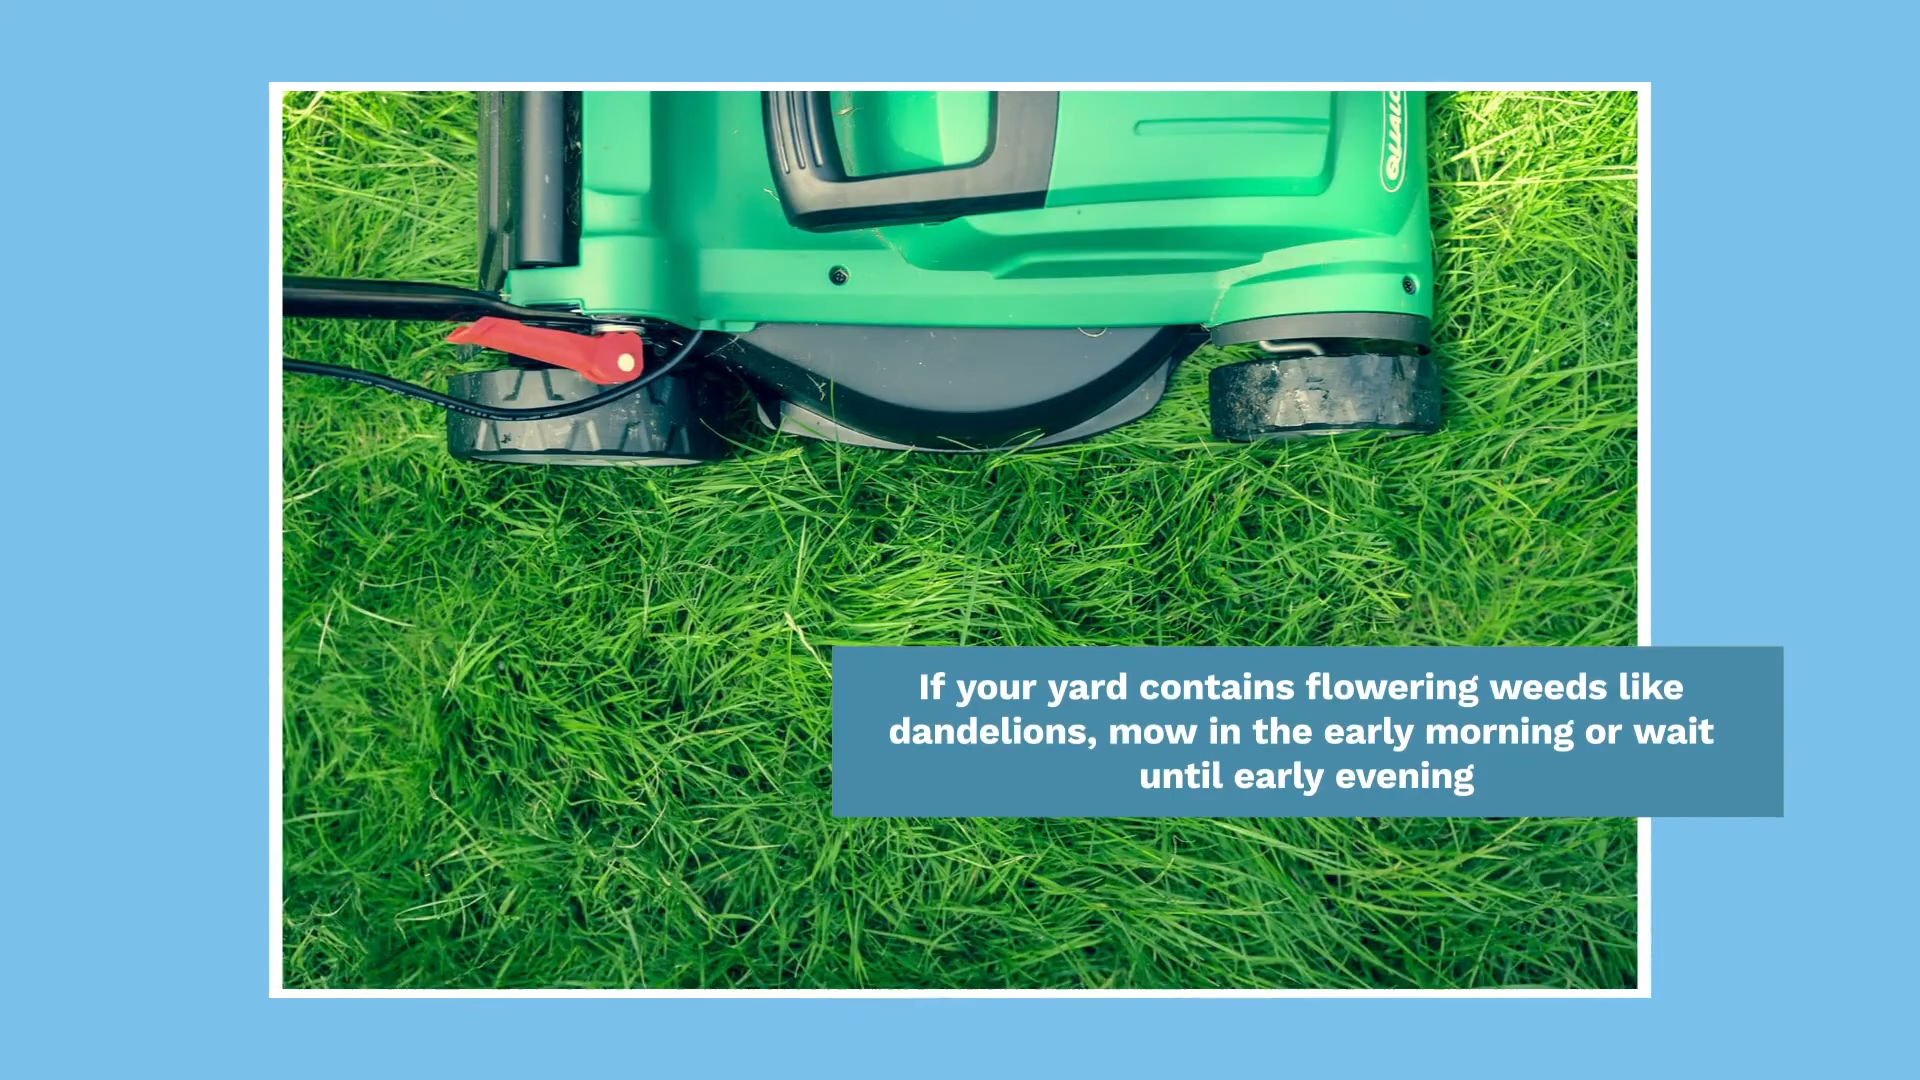 If your yard contains flowering weeds like
dandelions, mow in the early morning or wait
until early evening